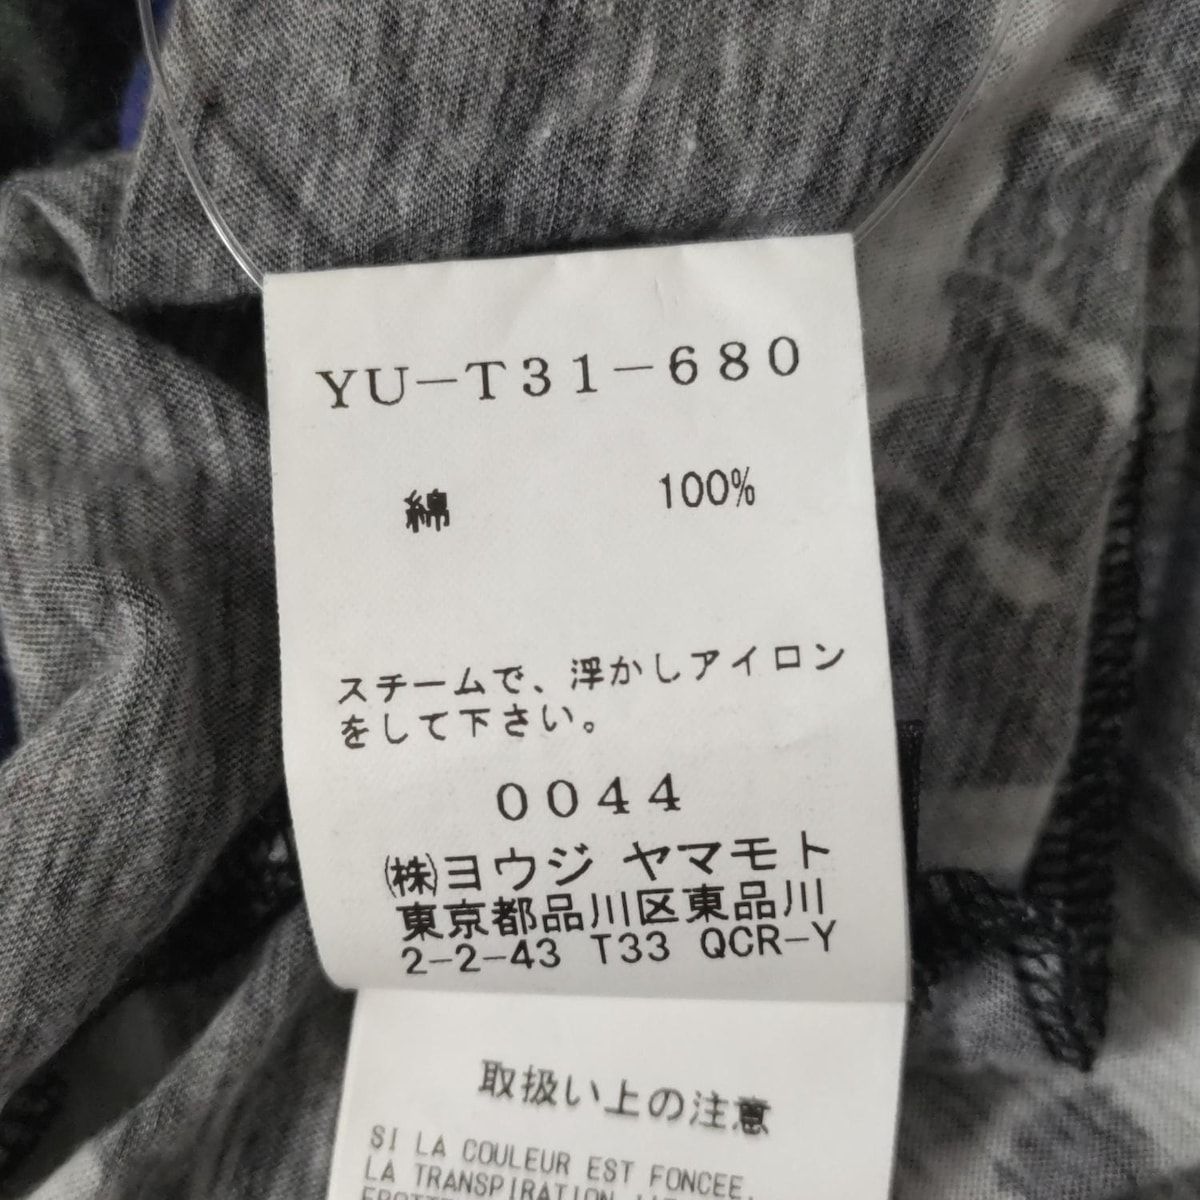 YU-T31-680
綿 100%
スチームで、浮かしアイロン
をして下さい。
0044
㈱ヨウジ ヤマモト
東京都品川区東品川
2-2-43 T33 QCR-Y
取扱い上の注意
SI LA COULEUR EST FONCEE,
LA TRANSPIRATION